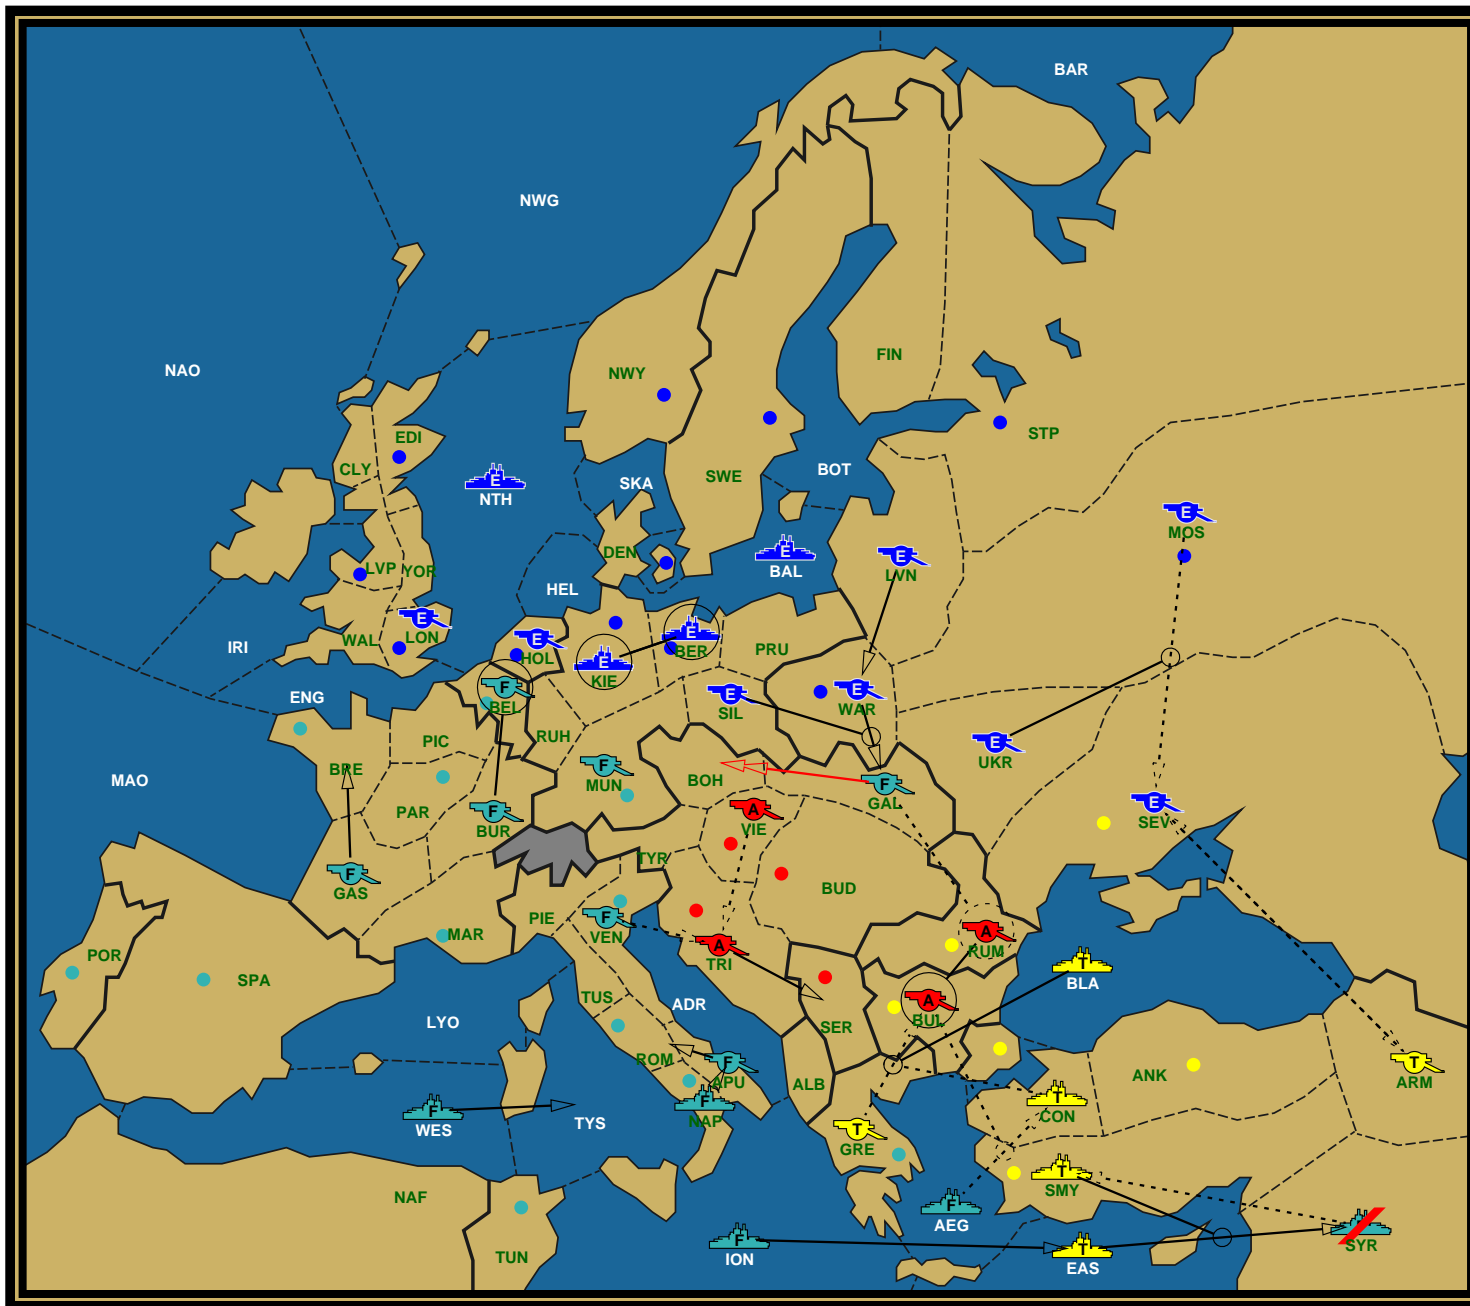 BAR
NWG
NAO
FIN
NWY
EDI
STP
CLY
SWE
SKA
BOT
E
NTH
E
MOS
DEN
E
BAL
E
LVN
LVP
YOR
HEL
E
LON
WAL
IRI
E
HOL
E
BER
PRU
E
KIE
ENG
F
BEL
E
SIL
E
WAR
RUH
PIC
E
UKR
BRE
MAO
F
MUN
BOH
F
GAL
PAR
F
BUR
A
VIE
E
SEV
TYR
F
GAS
BUD
PIE
F
VEN
MAR
A
TRI
A
RUM
POR
SPA
T
BLA
TUS
ADR
A
BUL
LYO
SER
ROM
F
APU
ALB
ANK
T
ARM
F
WES
F
NAP
T
CON
TYS
T
GRE
T
SMY
NAF
F
AEG
F
SYR
TUN
F
ION
T
EAS